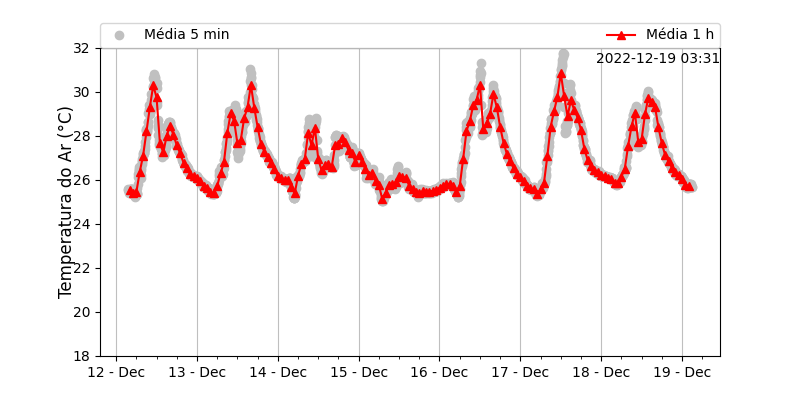 Média 5 min
Média 1 h
2022-12-19 03:31
Temperatura do Ar (°C)
32
30
28
26
24
22
20
18
12 - Dec
13 - Dec
14 - Dec
15 - Dec
16 - Dec
17 - Dec
18 - Dec
19 - Dec